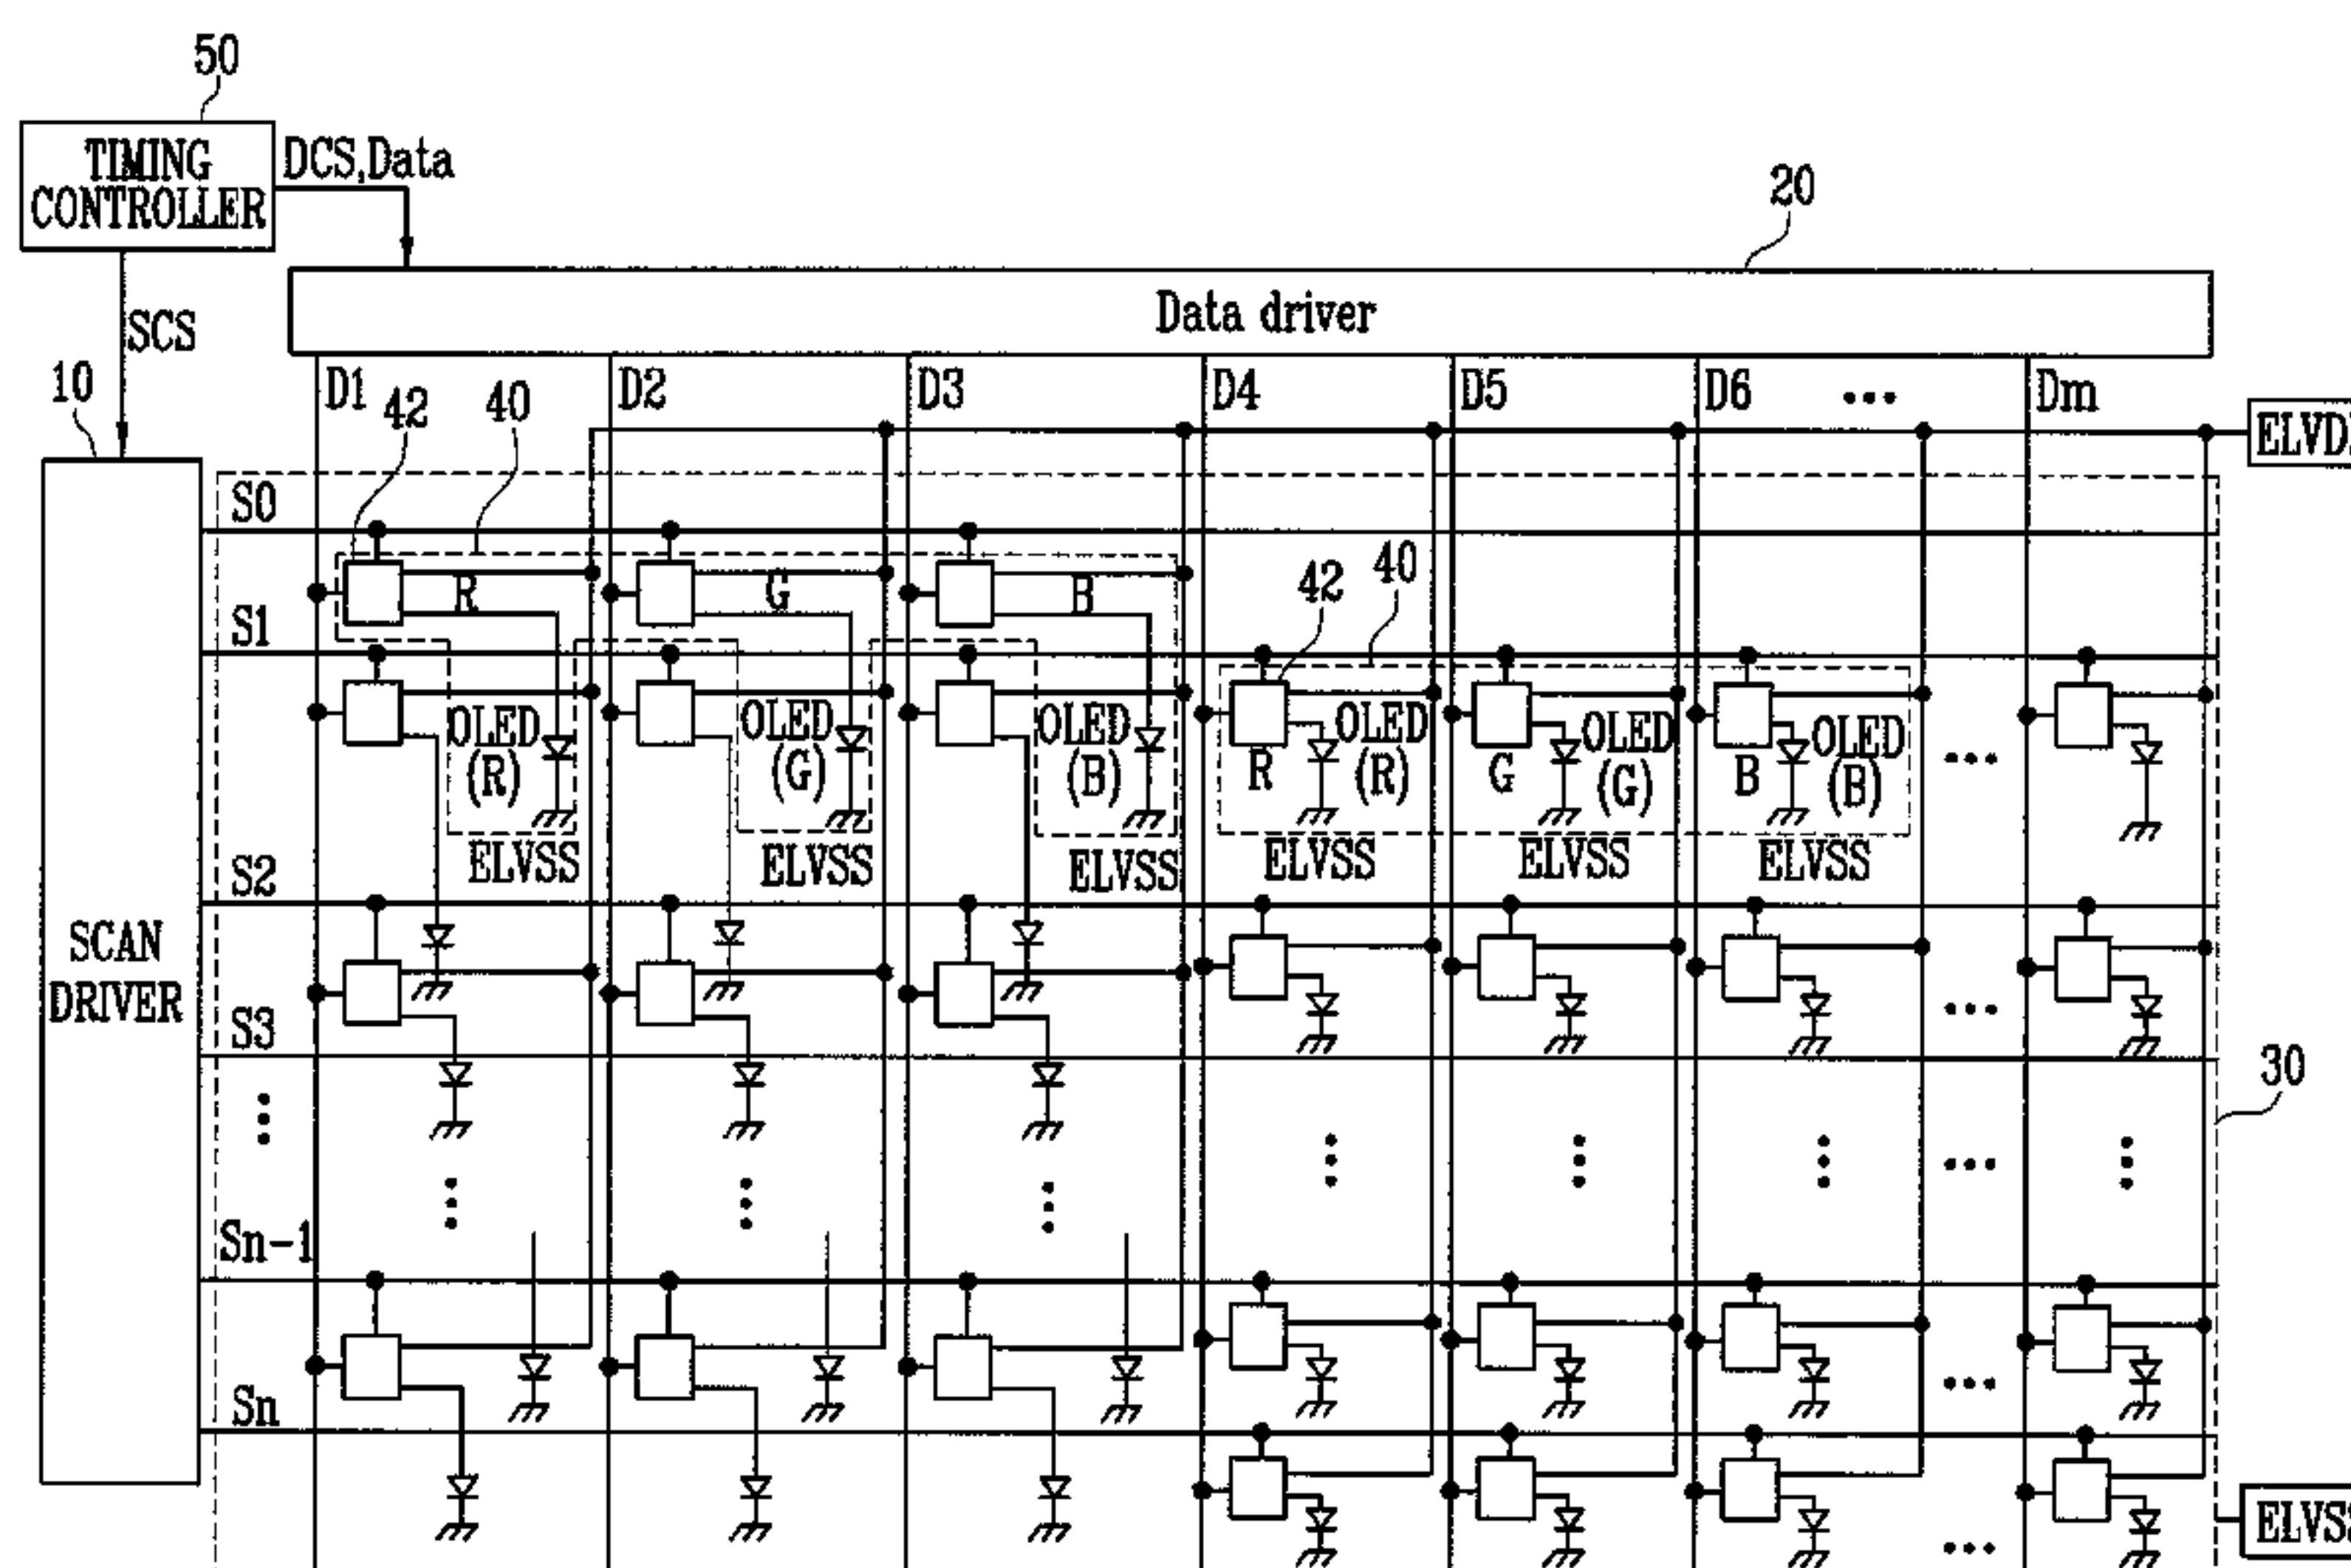 50
TIMING
CONTROLLER
DCS,Data
20
Data driver
SCS
10
D1
42
40
D2
D3
D4
D5
D6
...
Dm
ELVD
S0
R
G
B
S1
42
40
OLED
(R)
OLED
(G)
OLED
(B)
R
OLED
(R)
G
OLED
(G)
B
OLED
(B)
...
ELVSS
ELVSS
ELVSS
ELVSS
ELVSS
ELVSS
S2
SCAN
DRIVER
S3
...
30
...
Sn-1
...
Sn
ELVSS
...